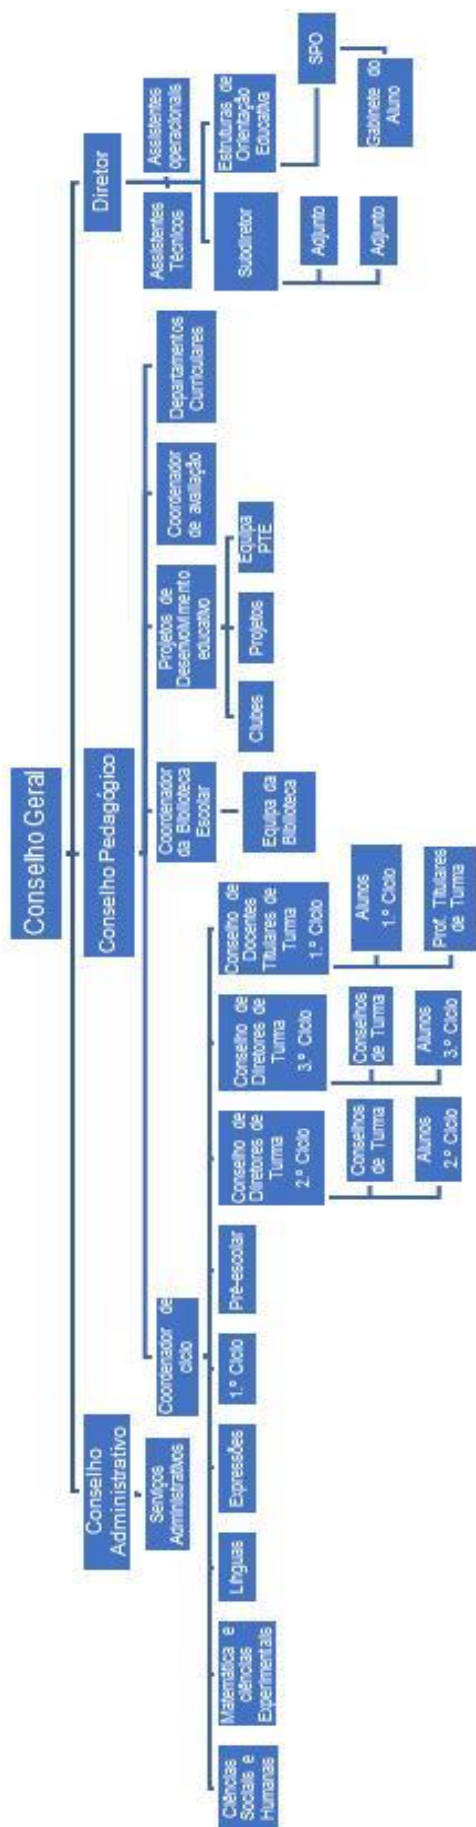 Conselho Geral
Conselho
Administrativo
Conselho Pedagógico
Diretor
Serviços
Administrativos
Coordenador de
ciclo
Coordenador
da Biblioteca
Escolar
Projetos de
Desenvolvimento
educativo
Coordenador
de avaliação
Departamentos
Curriculares
Assistentes
Técnicos
Assistentes
operacionais
Ciências
Sociais e
Humanas
Matemática e
ciências
Experimentais
Línguas
Expressões
1.º Ciclo
Pré-escolar
Conselho de
Diretores de
Turma
2.º Ciclo
Conselho de
Diretores de
Turma
3.º Ciclo
Conselho de
Docentes
Titulares de
Turma
1.º Ciclo
Equipa da
Biblioteca
Clubes
Projetos
Equipa
PTE
Subdiretor
Estruturas de
Orientação
Educativa
Conselhos
de Turma
Alunos
2.º Ciclo
Conselhos
de Turma
Alunos
3.º Ciclo
Alunos
1.º Ciclo
Prof. Titulares
de Turma
Adjunto
Adjunto
SPO
Gabinete do
Aluno